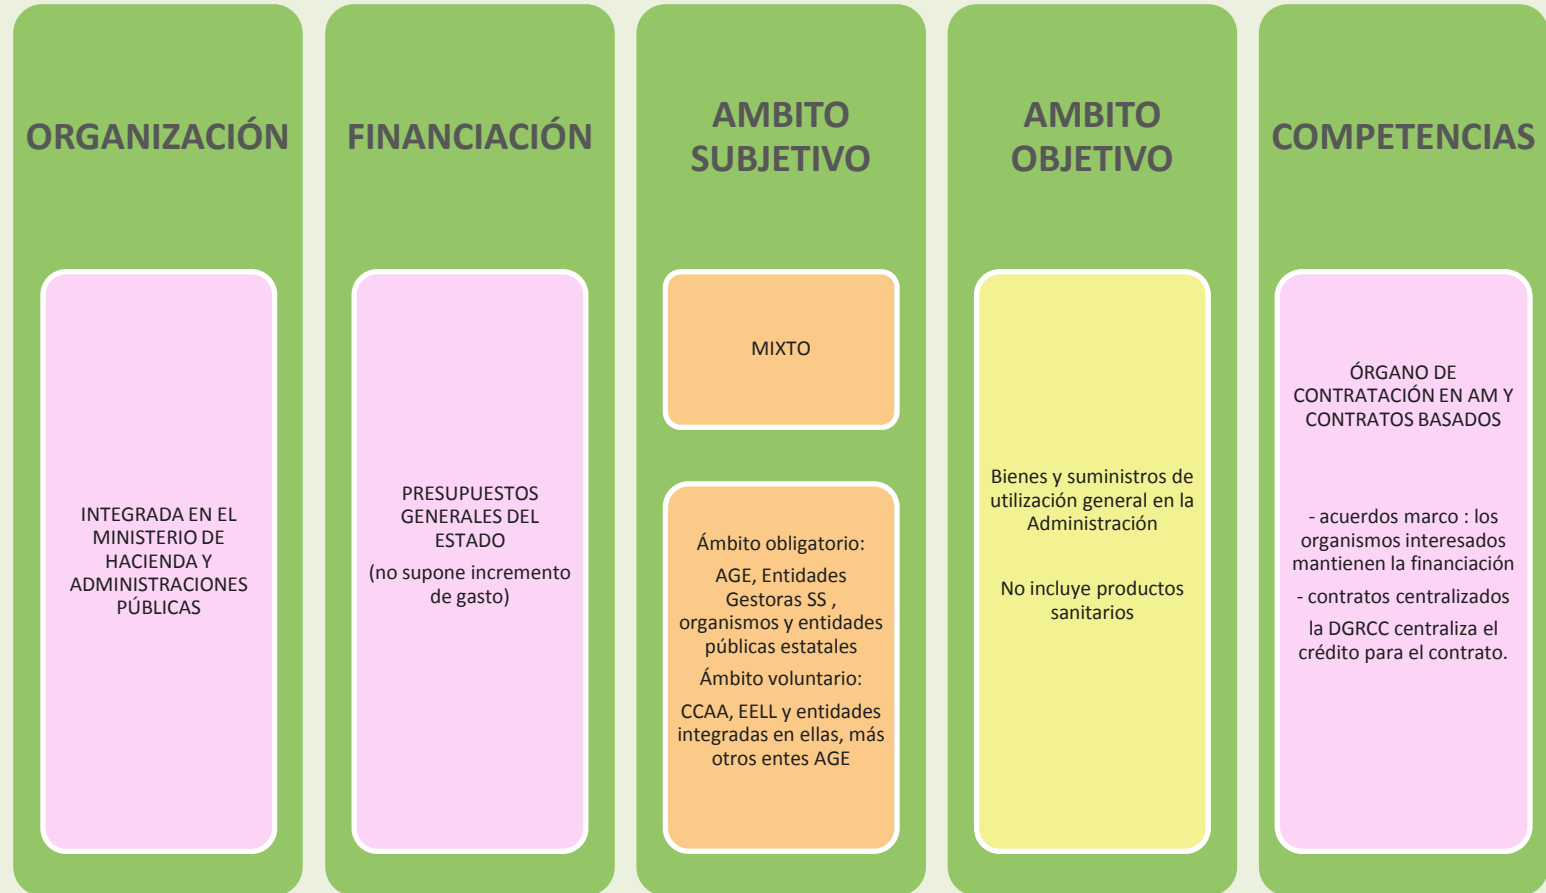 ORGANIZACIÓN
INTEGRADA EN EL
MINISTERIO DE
HACIENDA Y
ADMINISTRACIONES
PÚBLICAS
FINANCIACIÓN
PRESUPUESTOS
GENERALES DEL
ESTADO
(no supone incremento
de gasto)
AMBITO
SUBJETIVO
MIXTO
Ámbito obligatorio:
AGE, Entidades
Gestoras SS ,
organismos y entidades
públicas estatales
Ámbito voluntario:
CCAA, EELL y entidades
integradas en ellas, más
otros entes AGE
AMBITO
OBJETIVO
Bienes y suministros de
utilización general en la
Administración
No incluye productos
sanitarios
COMPETENCIAS
ÓRGANO DE
CONTRATACIÓN EN AM Y
CONTRATOS BASADOS
- acuerdos marco : los
organismos interesados
mantienen la financiación
- contratos centralizados
la DGRCC centraliza el
crédito para el contrato.